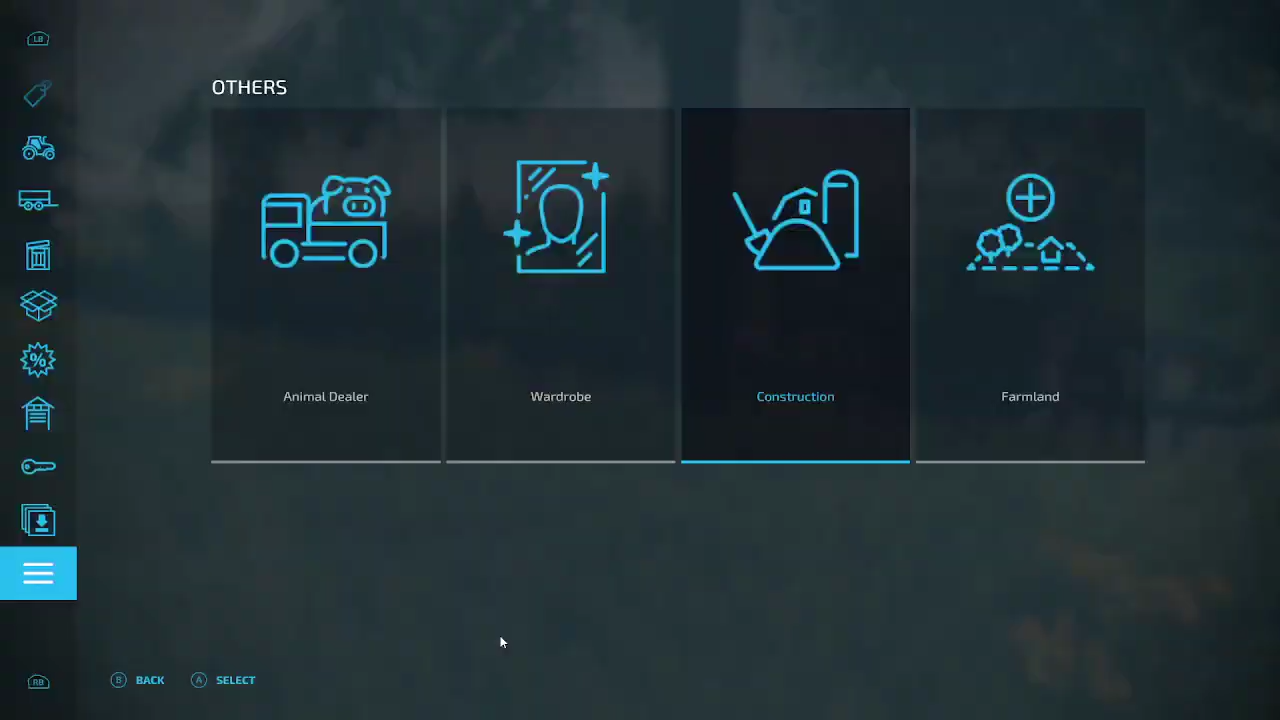 LB
OTHERS
Animal Dealer
Wardrobe
Construction
Farmland
%
RB
B BACK A SELECT